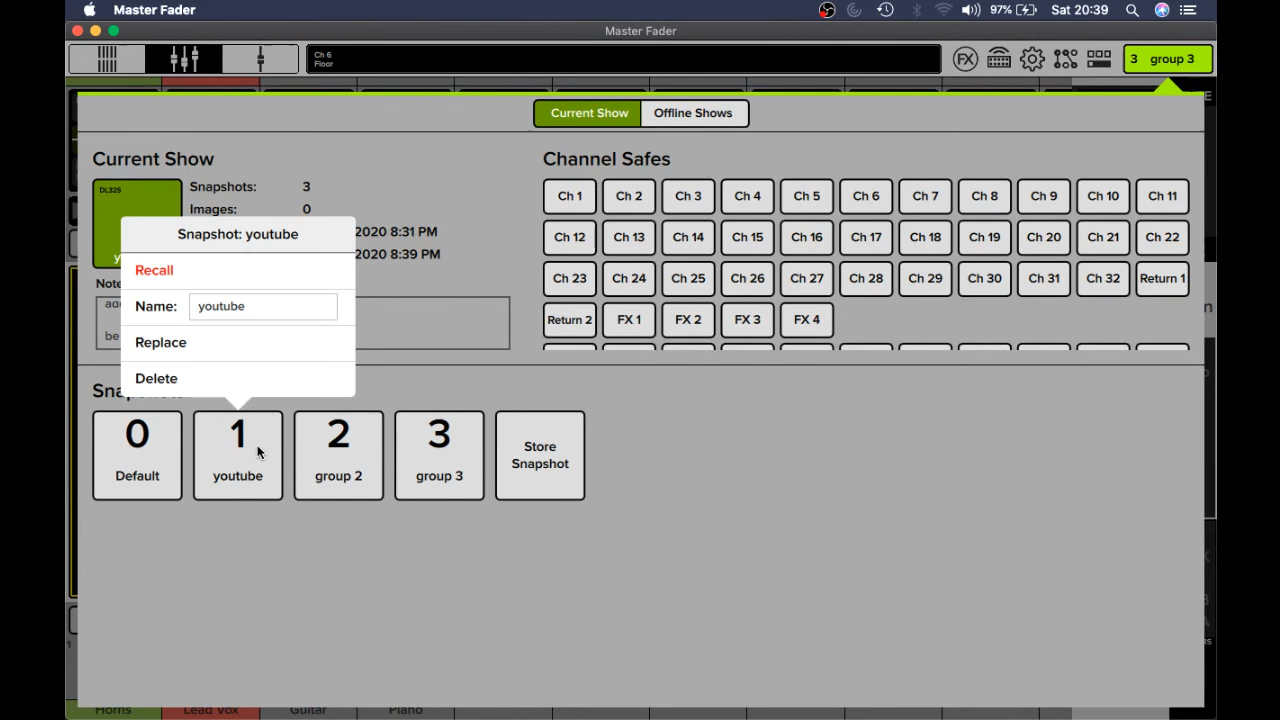 Master Fader
97%
Sat 20:39
Master Fader
Ch 6
Floor
FX
3 group 3
Current Show
Offline Shows
Current Show
DL32S
Snapshots: 3
Images: 0
2020 8:31 PM
2020 8:39 PM
Note
be
Snapshot: youtube
Recall
Name: youtube
Replace
Delete
Channel Safes
Ch 1 Ch 2 Ch 3 Ch 4 Ch 5 Ch 6 Ch 7 Ch 8 Ch 9 Ch 10 Ch 11
Ch 12 Ch 13 Ch 14 Ch 15 Ch 16 Ch 17 Ch 18 Ch 19 Ch 20 Ch 21 Ch 22
Ch 23 Ch 24 Ch 25 Ch 26 Ch 27 Ch 28 Ch 29 Ch 30 Ch 31 Ch 32 Return 1
Return 2 FX 1 FX 2 FX 3 FX 4
0
Default
1
youtube
2
group 2
3
group 3
Store
Snapshot
Horns Lead Vox Guitar Piano